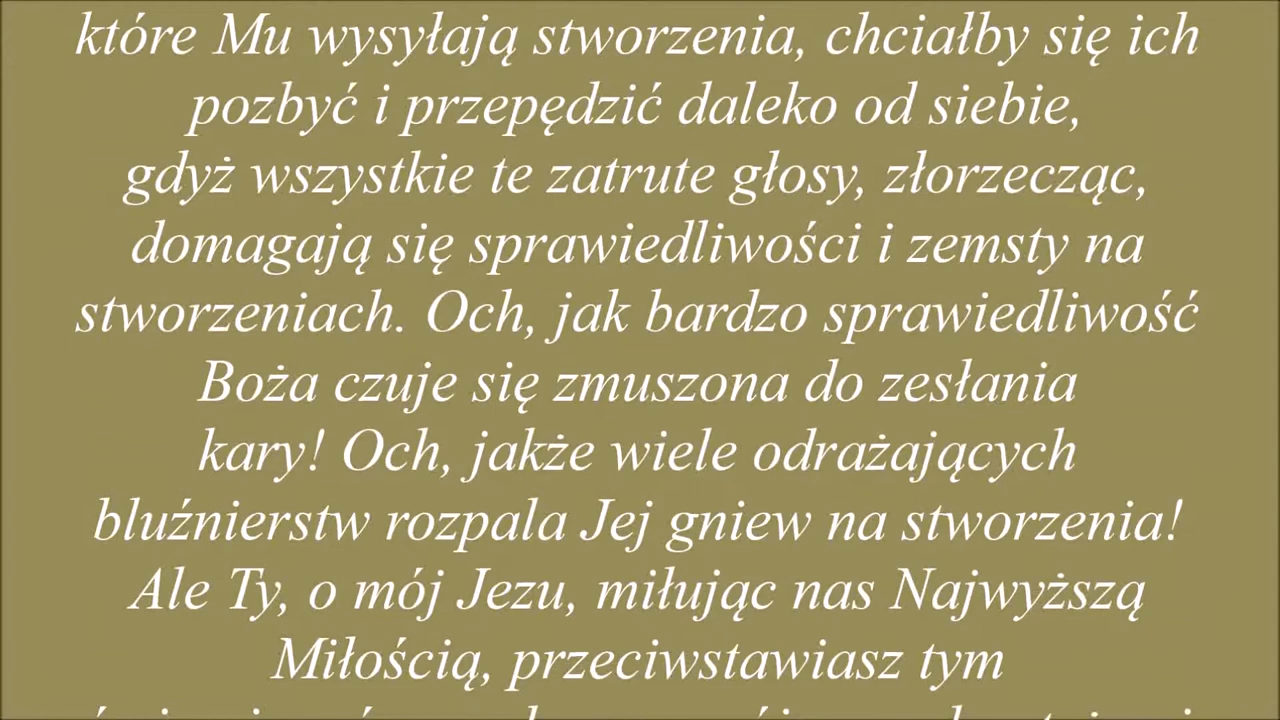 które Mu wysyłają stworzenia, chciałby się ich
pozbyć i przepędzić daleko od siebie,
gdyż wszystkie te zatrute głosy, złorzecząc,
domagają się sprawiedliwości i zemsty na
stworzeniach. Och, jak bardzo sprawiedliwość
Boża czuje się zmuszona do zesłania
kary! Och, jakże wiele odrażających
bluźnierstw rozpala Jej gniew na stworzenia!
Ale Ty, o mój Jezu, miłując nas Najwyższą
Miłością, przeciwstawiasz tym